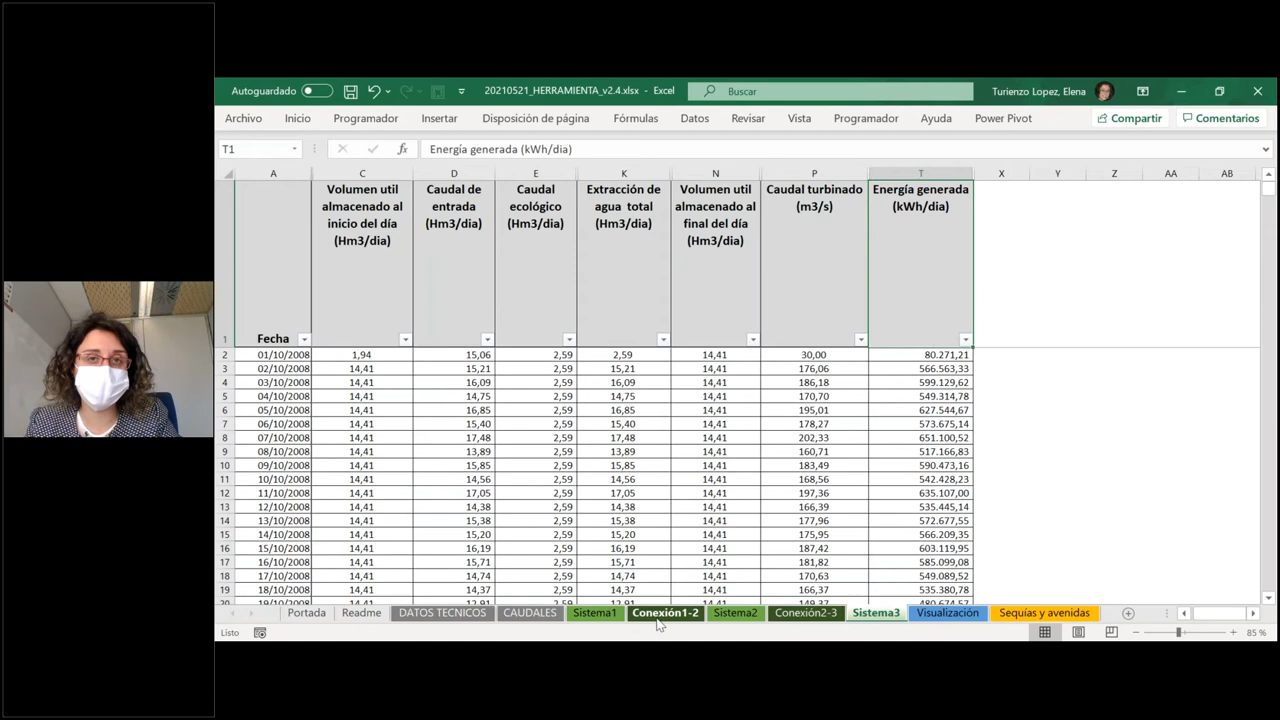 Autoguardado
20210521_HERRAMIENTA_v2.4.xlsx - Excel
Buscar
Turienzo Lopez, Elena
Archivo Inicio Programador Insertar Disposición de página Fórmulas Datos Revisar Vista Programador Ayuda Power Pivot Compartir Comentarios
T1 fx Energía generada (kWh/dia)
A C D E K N P T X Y Z AA AB
1 Fecha
Volumen util almacenado al inicio del día (Hm3/dia)
Caudal de entrada (Hm3/dia)
Caudal ecológico (Hm3/dia)
Extracción de agua total (Hm3/dia)
Volumen util almacenado al final del día (Hm3/dia)
Caudal turbinado (m3/s)
Energía generada (kWh/dia)
2 01/10/2008 1,94 15,06 2,59 2,59 14,41 30,00 80.271,21
3 02/10/2008 14,41 15,21 2,59 15,21 14,41 176,06 566.563,33
4 03/10/2008 14,41 16,09 2,59 16,09 14,41 186,18 599.129,62
5 04/10/2008 14,41 14,75 2,59 14,75 14,41 170,70 549.314,78
6 05/10/2008 14,41 16,85 2,59 16,85 14,41 195,01 627.544,67
7 06/10/2008 14,41 15,40 2,59 15,40 14,41 178,27 573.675,14
8 07/10/2008 14,41 17,48 2,59 17,48 14,41 202,33 651.100,52
9 08/10/2008 14,41 13,89 2,59 13,89 14,41 160,71 517.166,83
10 09/10/2008 14,41 15,85 2,59 15,85 14,41 183,49 590.473,16
11 10/10/2008 14,41 14,56 2,59 14,56 14,41 168,56 542.428,23
12 11/10/2008 14,41 17,05 2,59 17,05 14,41 197,36 635.107,00
13 12/10/2008 14,41 14,38 2,59 14,38 14,41 166,39 535.445,14
14 13/10/2008 14,41 15,38 2,59 15,38 14,41 177,96 572.677,55
15 14/10/2008 14,41 15,20 2,59 15,20 14,41 175,95 566.209,35
16 15/10/2008 14,41 16,19 2,59 16,19 14,41 187,42 603.119,95
17 16/10/2008 14,41 15,71 2,59 15,71 14,41 181,82 585.099,08
18 17/10/2008 14,41 14,74 2,59 14,74 14,41 170,63 549.089,52
19 18/10/2008 14,41 14,37 2,59 14,37 14,41 166,37 535.380,78
20 19/10/2008 14,41 12,91 2,59 12,91 14,41 149,37 480.674,57
Portada Readme DATOS TECNICOS CAUDALES Sistema1 Conexión1-2 Sistema2 Conexión2-3 Sistema3 Visualización Sequías y avenidas
Listo
85 %